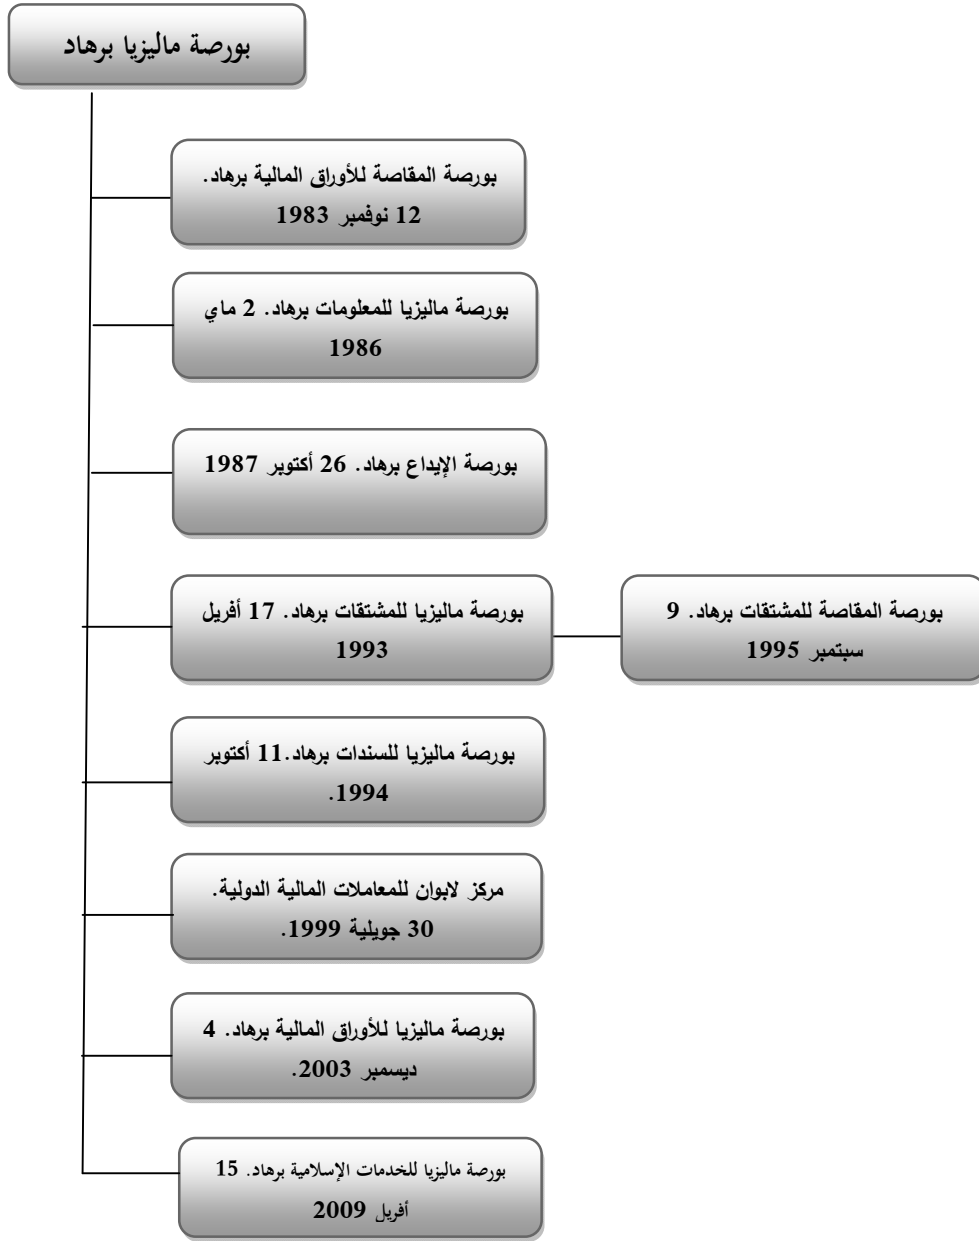 بورصة ماليزيا برهاد
بورصة المقاصة للأوراق المالية برهاد.
12 نوفمبر 1983
بورصة ماليزيا للمعلومات برهاد. 2 ماي
1986
بورصة الإيداع برهاد. 26 أكتوبر 1987
بورصة ماليزيا للمشتقات برهاد. 17 أفريل
1993
بورصة المقاصة للمشتقات برهاد. 9
سبتمبر 1995
بورصة ماليزيا للسندات برهاد.11 أكتوبر
1994.
مركز لابوان للمعاملات المالية الدولية.
30 جويلية 1999.
بورصة ماليزيا للأوراق المالية برهاد. 4
ديسمبر 2003.
بورصة ماليزيا للخدمات الإسلامية برهاد. 15
أفريل 2009